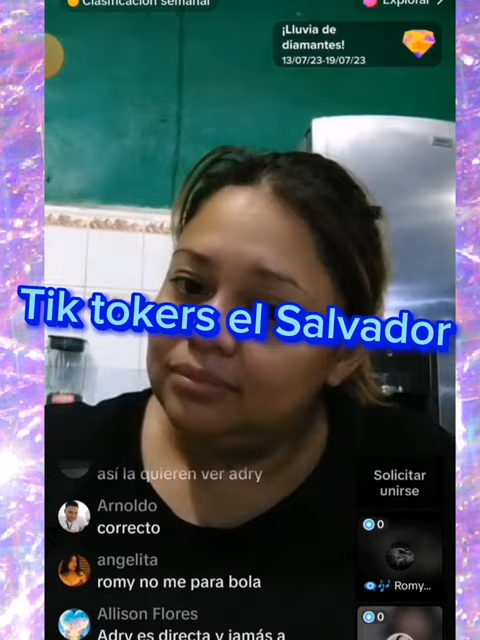 Clasificación semanal
Explorar
¡Lluvia de
diamantes!
13/07/23-19/07/23
Tik tokers el Salvador
así la quieren ver adry
Solicitar
unirse
Arnoldo
correcto
0
angelita
romy no me para bola
Romy...
Allison Flores
0
Adry es directa y jamás a